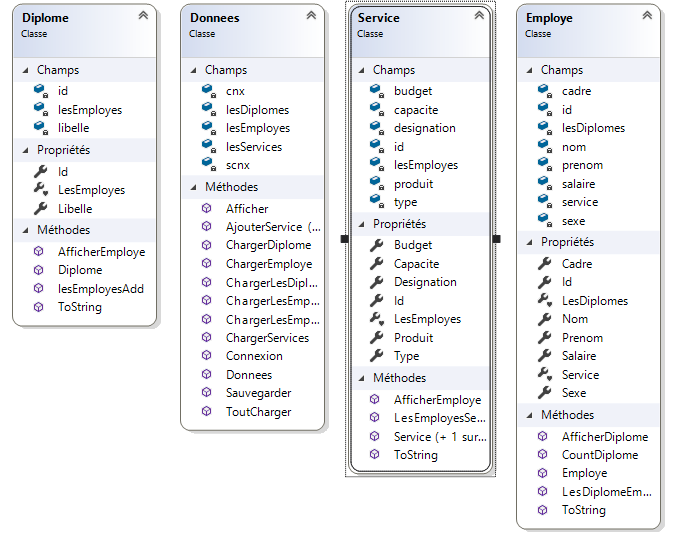 Diplome
Classe
Champs
id
lesEmployes
libelle
Propriétés
Id
LesEmployes
Libelle
Méthodes
AfficherEmploye
Diplome
lesEmployesAdd
ToString
Donnees
Classe
Champs
cnx
lesDiplomes
lesEmployes
lesServices
scnx
Méthodes
Afficher
AjouterService (...
ChargerDiplome
ChargerEmploye
ChargerLesDipl...
ChargerLesEmp...
ChargerLesEmp...
ChargerServices
Connexion
Donnees
Sauvegarder
ToutCharger
Service
Classe
Champs
budget
capacite
designation
id
lesEmployes
produit
type
Propriétés
Budget
Capacite
Designation
Id
LesEmployes
Produit
Type
Méthodes
AfficherEmploye
LesEmployesSe...
Service (+ 1 sur...
ToString
Employe
Classe
Champs
cadre
id
lesDiplomes
nom
prenom
salaire
service
sexe
Propriétés
Cadre
Id
LesDiplomes
Nom
Prenom
Salaire
Service
Sexe
Méthodes
AfficherDiplome
CountDiplome
Employe
LesDiplomeEm...
ToString